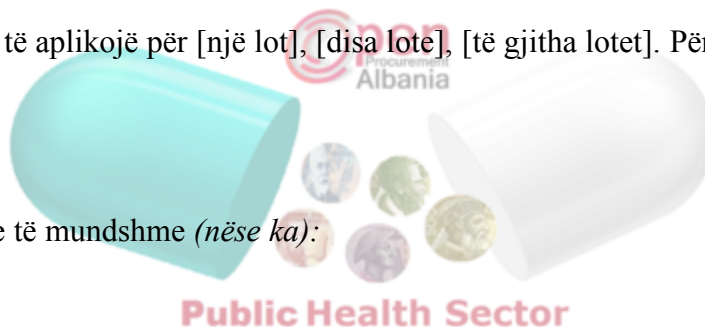 të aplikojë për [një lot], [disa lote], [të gjitha lotet]. Për
Open
Procurement
Albania
e të mundshme (nëse ka):
Public Health Sector